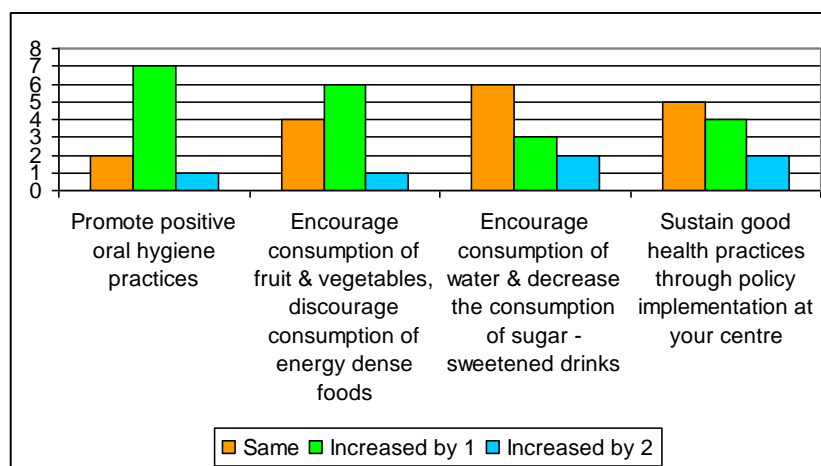 8
7
6
5
4
3
2
1
0
Promote positive
oral hygiene
practices
Encourage
consumption of
fruit & vegetables,
discourage
consumption of
energy dense
foods
Encourage
consumption of
water & decrease
the consumption
of sugar -
sweetened drinks
Sustain good
health practices
through policy
implementation at
your centre
Same Increased by 1 Increased by 2